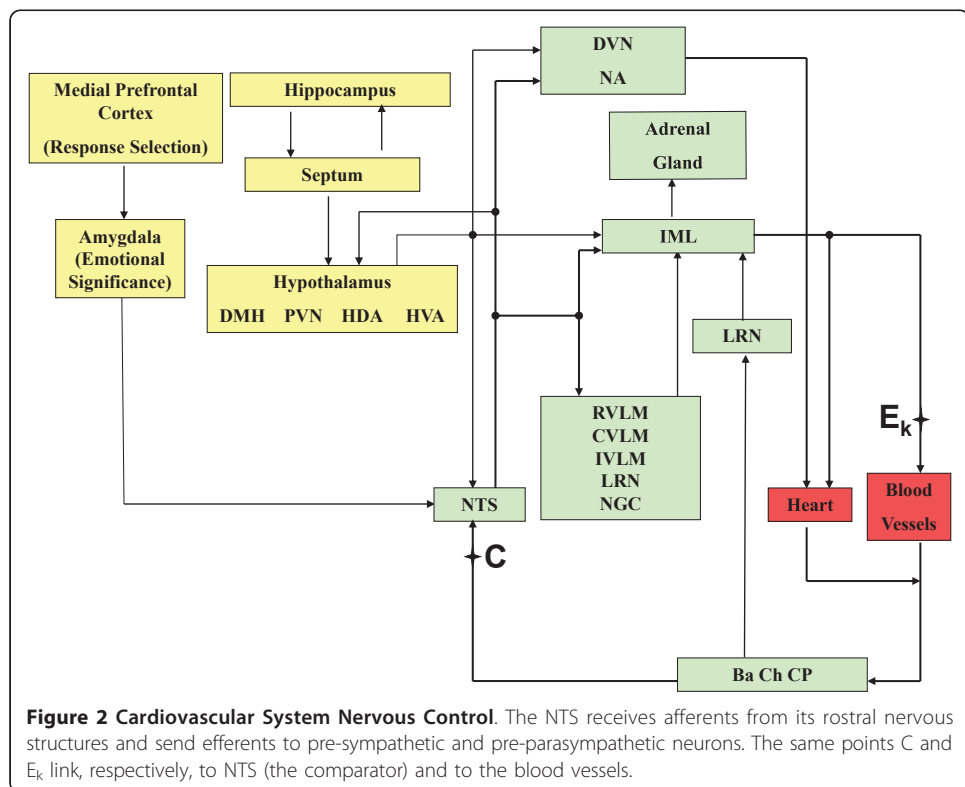 DVN
NA
Medial Prefrontal
Cortex
(Response Selection)
Hippocampus
Adrenal
Gland
Septum
Amygdala
(Emotional
Significance)
IML
Hypothalamus
DMH PVN HDA HVA
LRN
RVLM
CVLM
IVLM
LRN
NGC
Ek
NTS
Heart
Blood
Vessels
C
Ba Ch CP
Figure 2 Cardiovascular System Nervous Control. The NTS receives afferents from its rostral nervous
structures and send efferents to pre-sympathetic and pre-parasympathetic neurons. The same points C and
Ek link, respectively, to NTS (the comparator) and to the blood vessels.